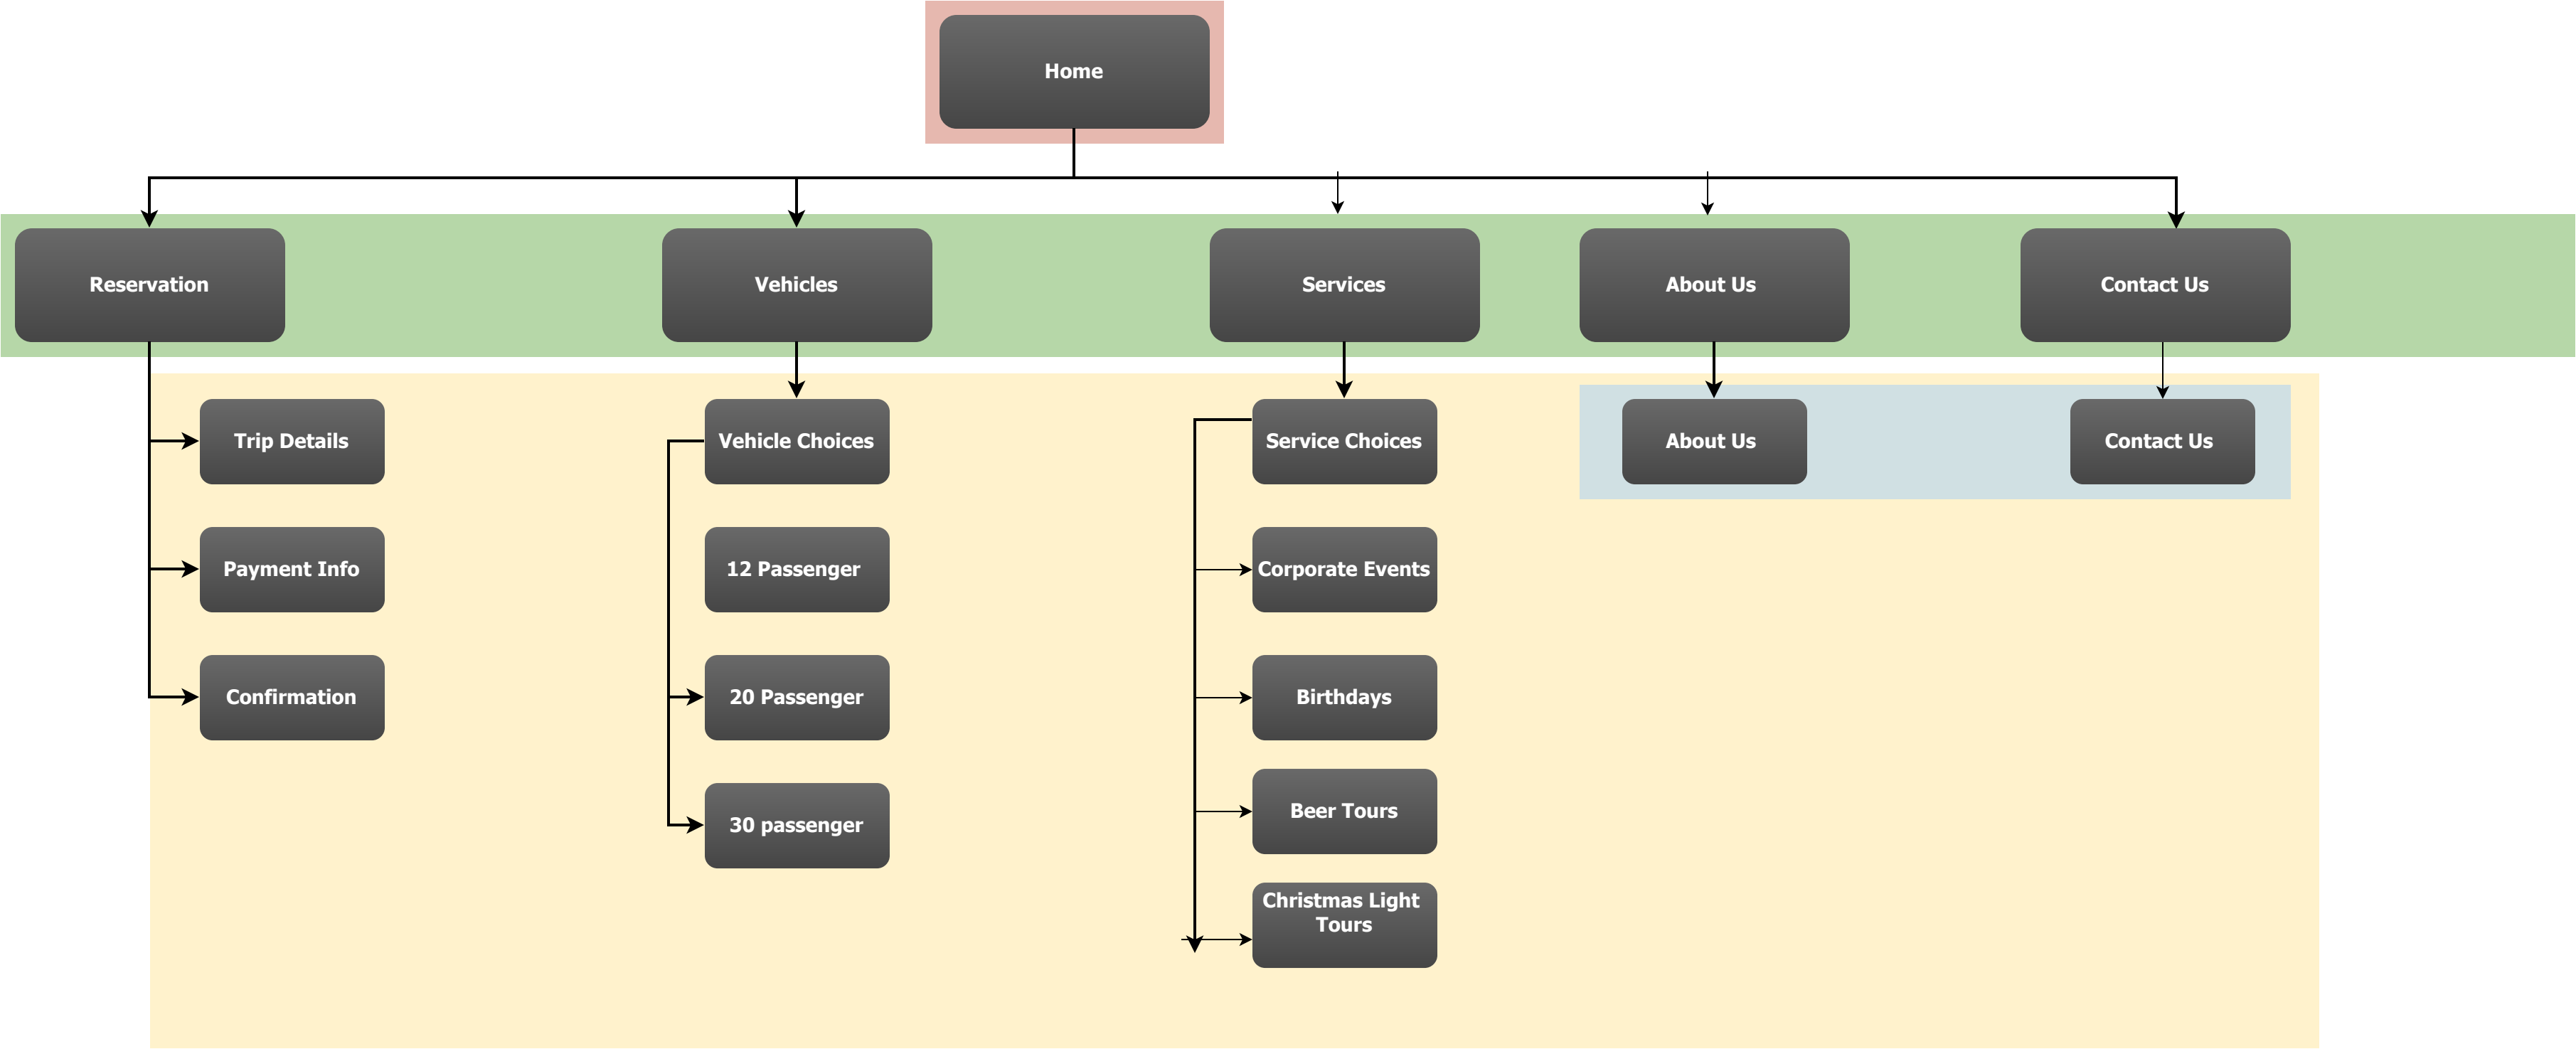 Home
Reservation
Vehicles
Services
About Us
Contact Us
Trip Details
Vehicle Choices
Service Choices
About Us
Contact Us
Payment Info
12 Passenger
Corporate Events
Confirmation
20 Passenger
Birthdays
30 passenger
Beer Tours
Christmas Light
Tours